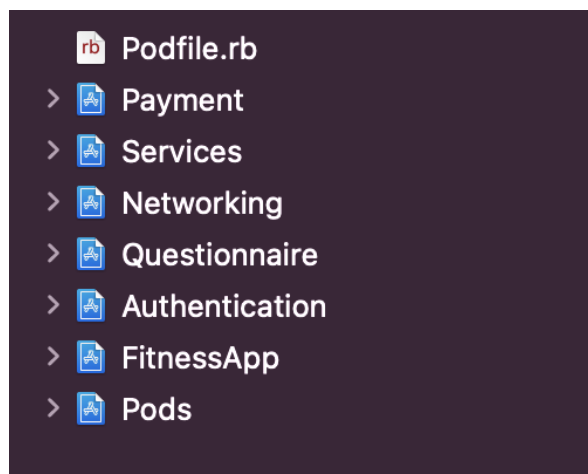 rb Podfile.rb
Payment
Services
Networking
Questionnaire
Authentication
FitnessApp
Pods